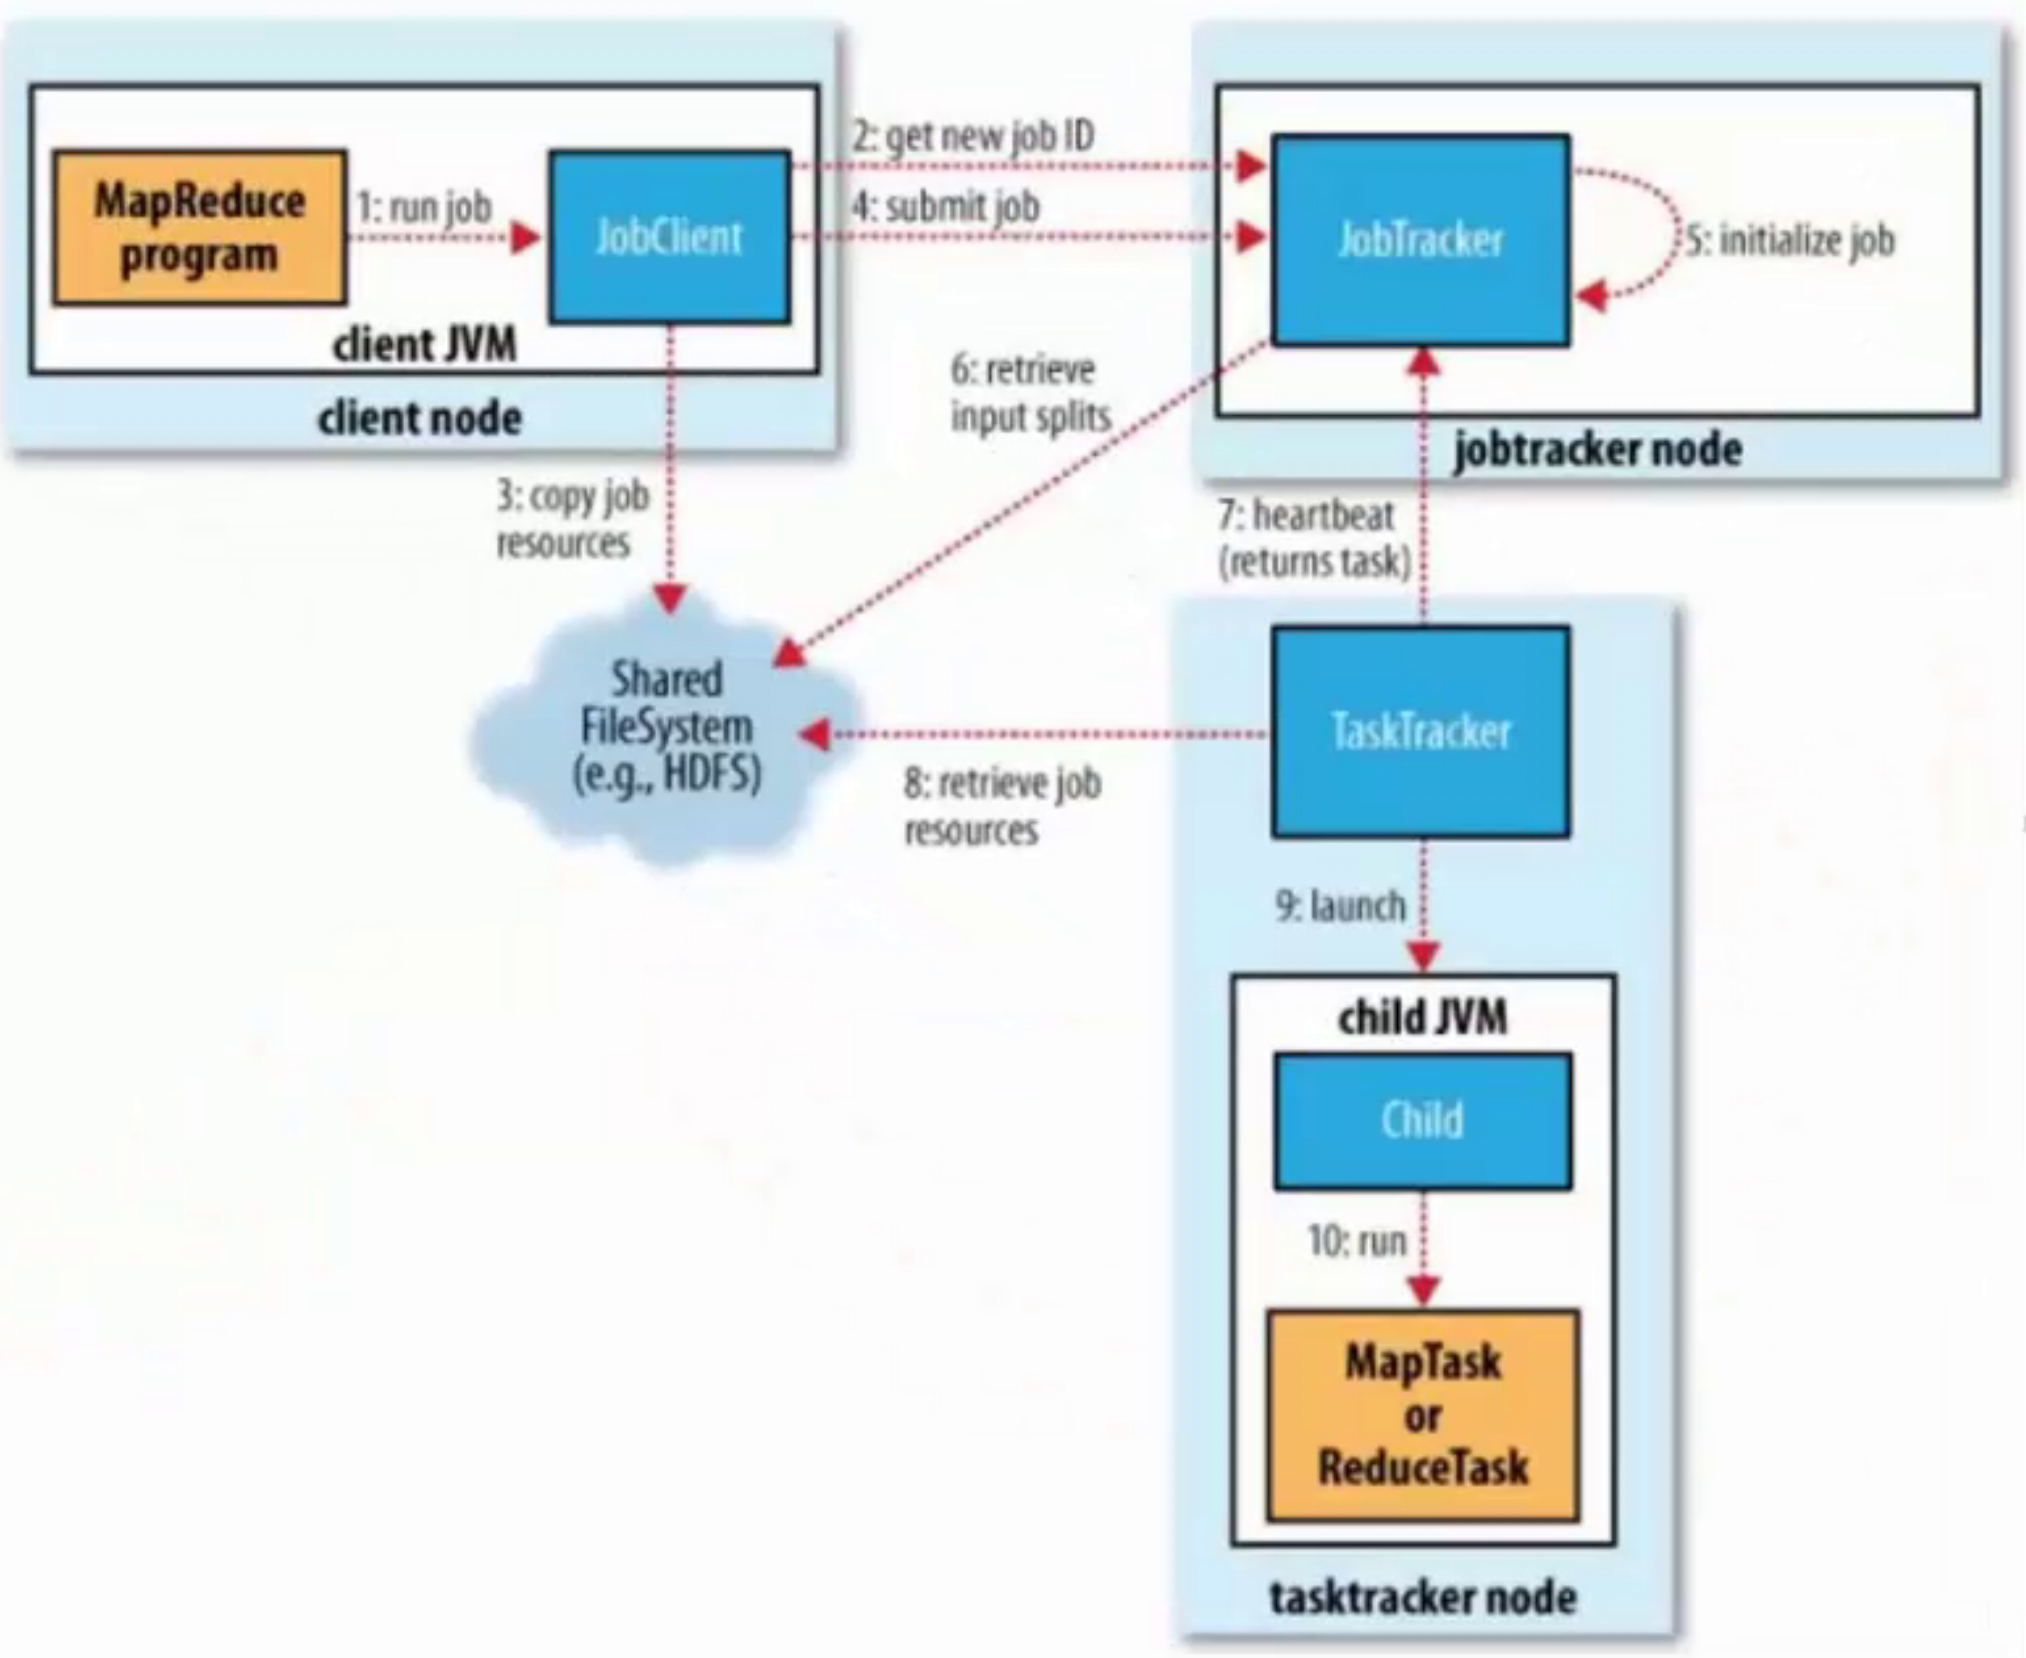 MapReduce
program
1: run job
JobClient
client JVM
client node
2: get new job ID
4: submit job
JobTracker
5: initialize job
jobtracker node
6: retrieve
input splits
3: copy job
resources
7: heartbeat
(returns task)
Shared
FileSystem
(e.g., HDFS)
TaskTracker
8: retrieve job
resources
9: launch
child JVM
Child
10: run
MapTask
or
ReduceTask
tasktracker node